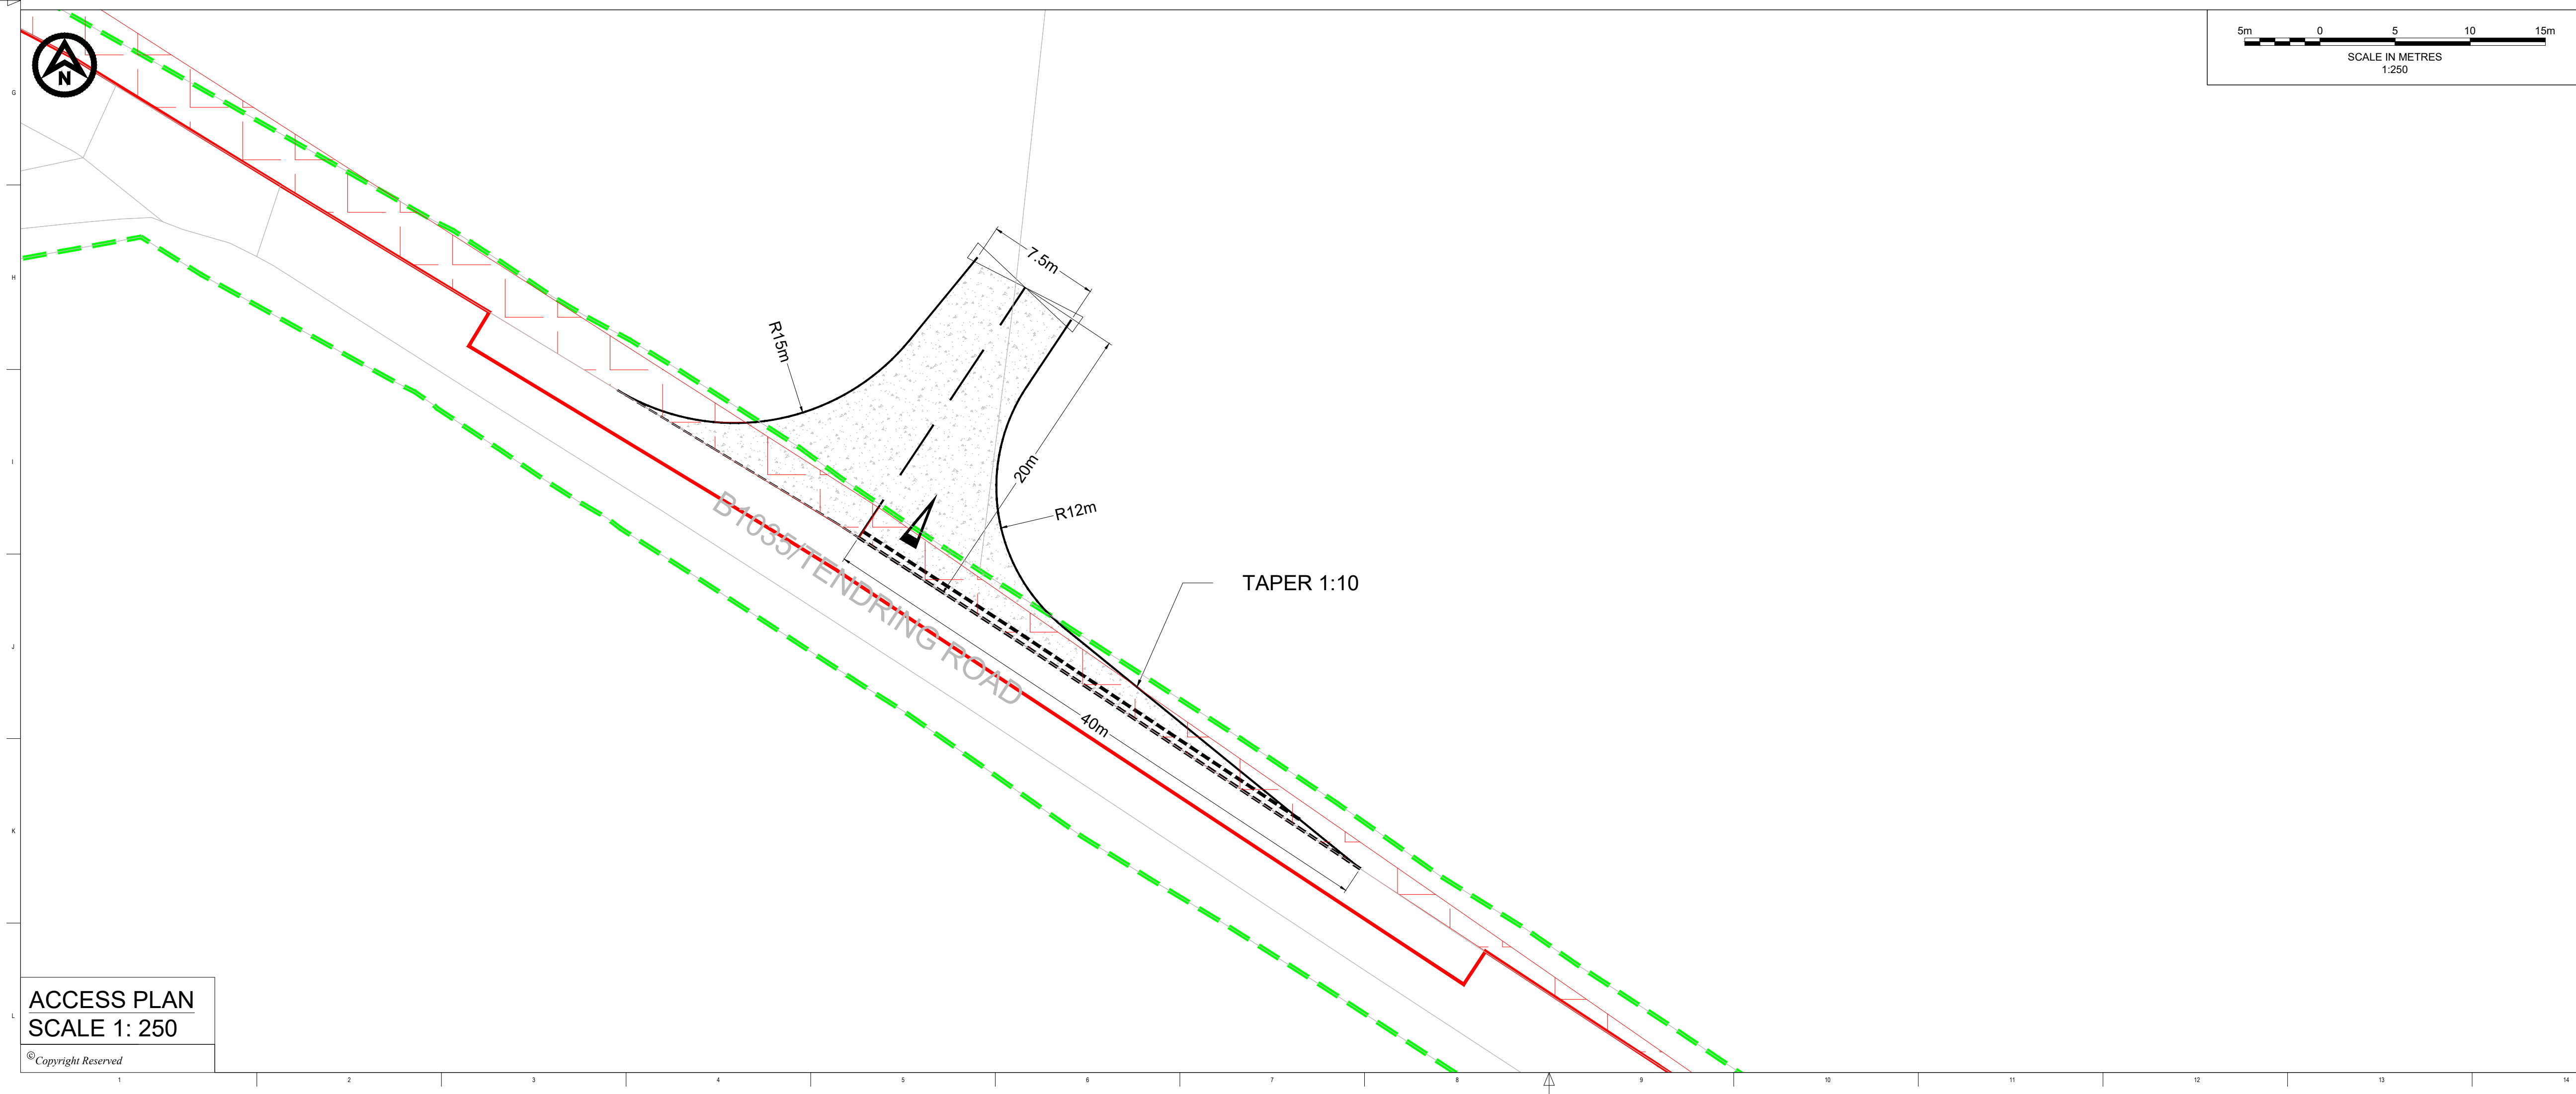 5m 0 5 10 15m
SCALE IN METRES
1:250
N
G
H
I
J
K
L
7.5m
R15m
20m
R12m
B1035/TENDRING ROAD
TAPER 1:10
40m
ACCESS PLAN
SCALE 1: 250
©Copyright Reserved
1 2 3 4 5 6 7 8 9 10 11 12 13 14